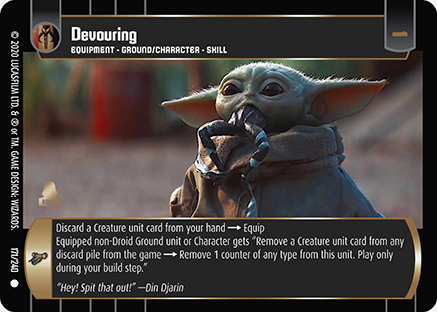 Devouring
EQUIPMENT - GROUND/CHARACTER - SKILL
Discard a Creature unit card from your hand → Equip
Equipped non-Droid Ground unit or Character gets "Remove a Creature unit card from any
discard pile from the game → Remove 1 counter of any type from this unit. Play only
during your build step."
"Hey! Spit that out!" —Din Djarin
© 2020 LUCASFILM LTD. & ® or TM. GAME DESIGN: WIZARDS.